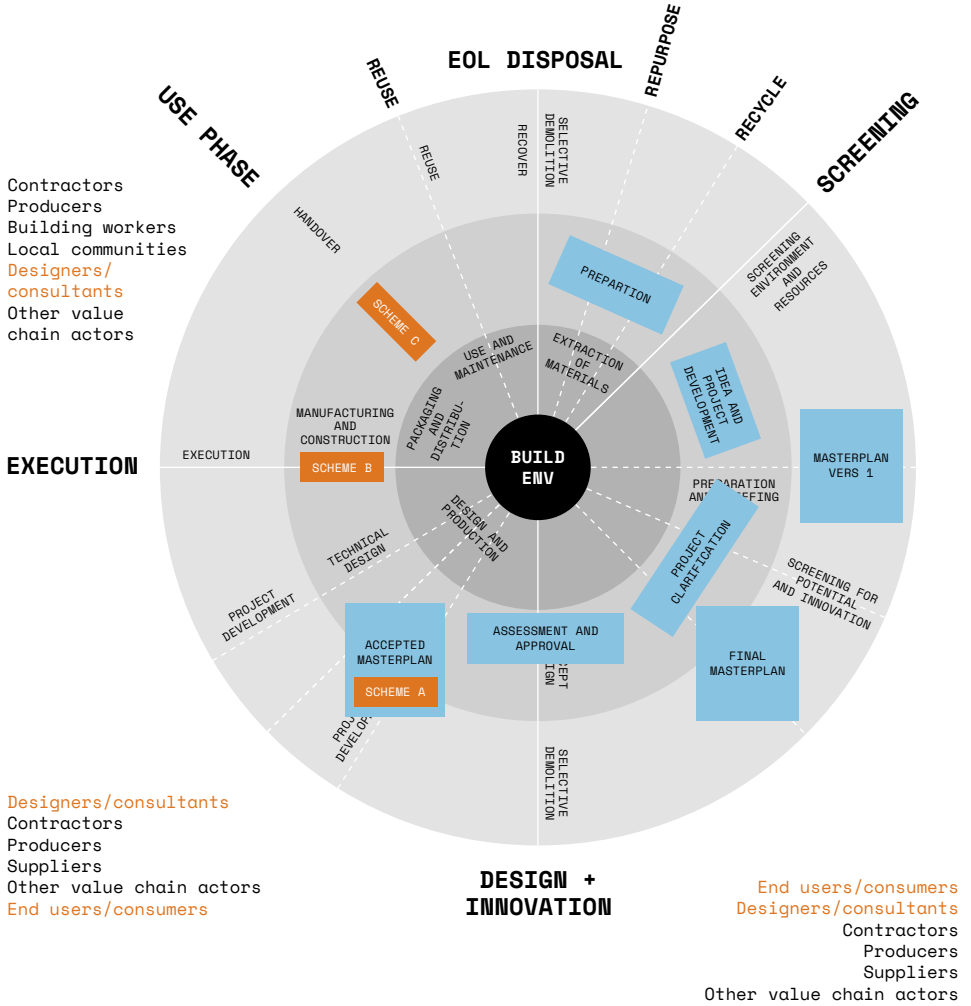 EOL DISPOSAL
REUSE
REPURPOSE
RECYCLE
USE PHASE
SCREENING
Contractors
Producers
Building workers
Local communities
Designers/
consultants
Other value
chain actors
HANDOVER
REUSE
RECOVER
SELECTIVE
DEMOLITION
SCREENING
ENVIRONMENT
AND
RESOURCES
PREPARTION
SCHEME C
USE AND
MAINTENANCE
EXTRACTION
OF
MATERIALS
IDEA AND
PROJECT
DEVELOPMENT
PACKAGING
AND
DISTRIBU-
TION
MANUFACTURING
AND
CONSTRUCTION
EXECUTION
EXECUTION
SCHEME B
BUILD
ENV
MASTERPLAN
VERS 1
PREPARATION
AND
DESIGN AND
PRODUCTION
PROJECT
CLARIFICATION
TECHNICAL
DESIGN
SCREENING FOR
POTENTIAL
AND INNOVATION
PROJECT
DEVELOPMENT
ACCEPTED
MASTERPLAN
SCHEME A
ASSESSMENT AND
APPROVAL
FINAL
MASTERPLAN
SELECTIVE
DEMOLITION
DESIGN +
INNOVATION
Designers/consultants
Contractors
Producers
Suppliers
Other value chain actors
End users/consumers
End users/consumers
Designers/consultants
Contractors
Producers
Suppliers
Other value chain actors